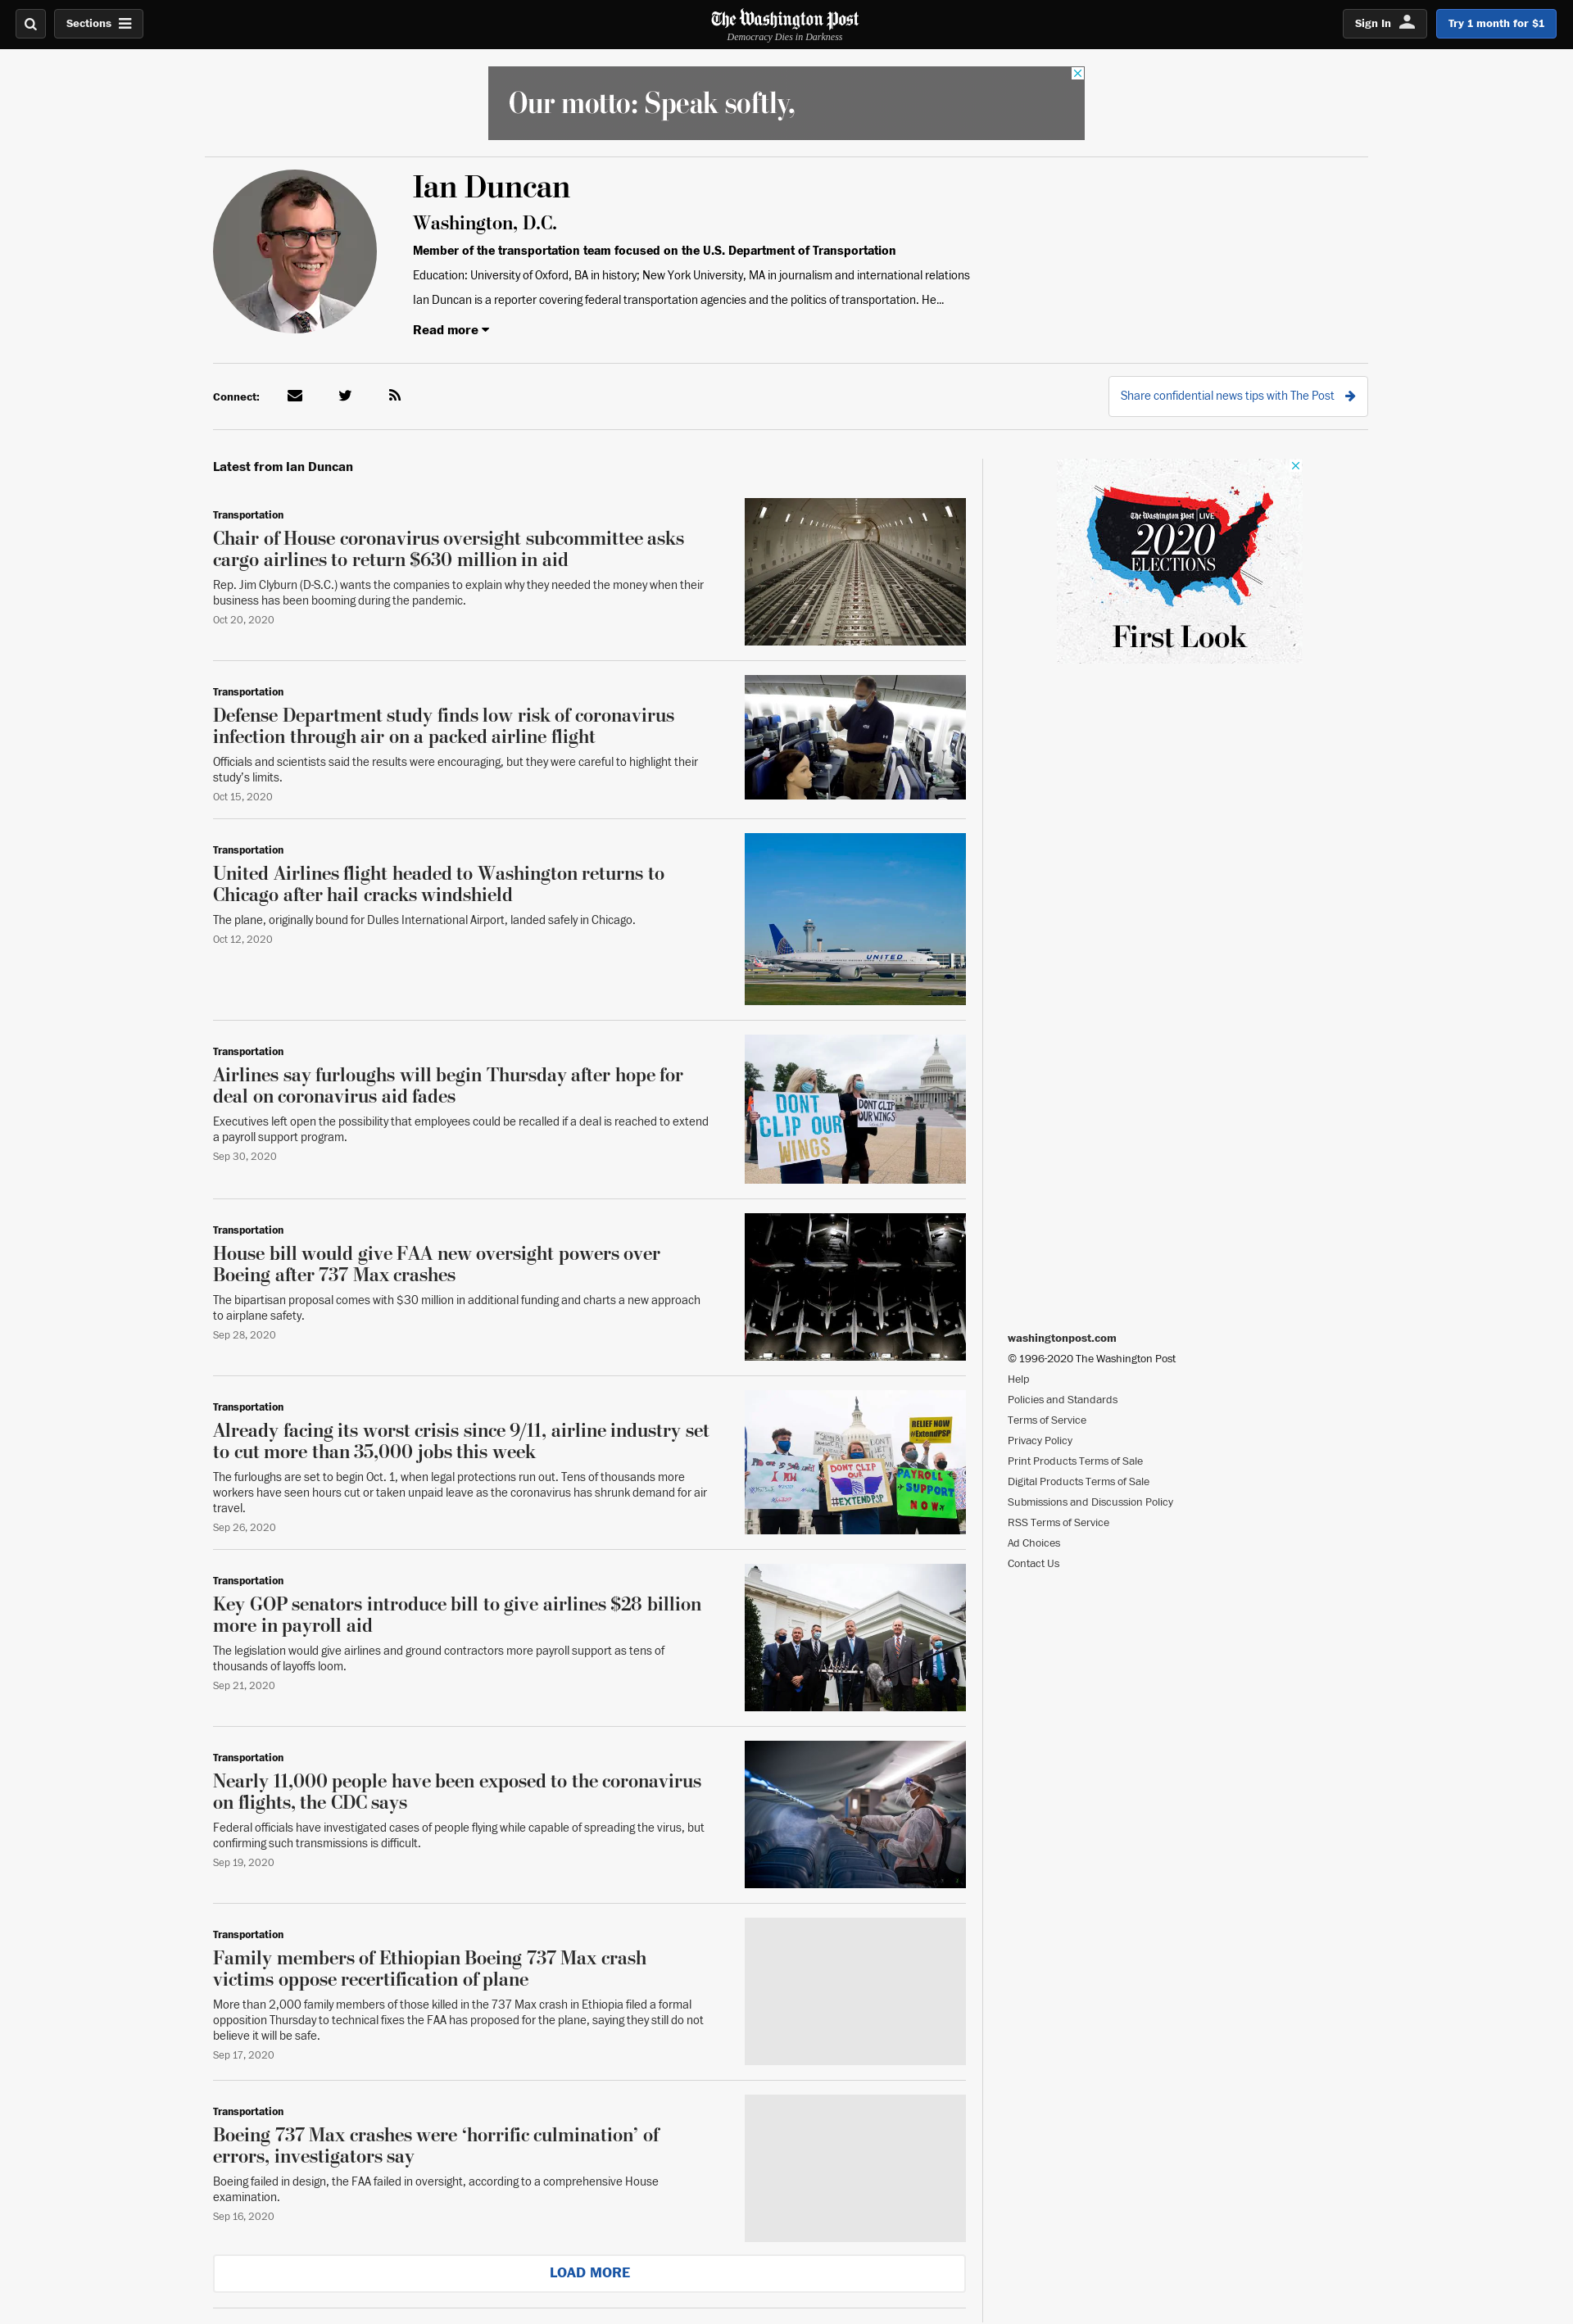 Sections
The Washington Post
Democracy Dies in Darkness
Sign In
Try 1 month for $1
Our motto: Speak softly,
Ian Duncan
Washington, D.C.
Member of the transportation team focused on the U.S. Department of Transportation
Education: University of Oxford, BA in history; New York University, MA in journalism and international relations
Ian Duncan is a reporter covering federal transportation agencies and the politics of transportation. He...
Read more
Connect:
Share confidential news tips with The Post
Latest from Ian Duncan
Transportation
Chair of House coronavirus oversight subcommittee asks
cargo airlines to return $630 million in aid
Rep. Jim Clyburn (D-S.C.) wants the companies to explain why they needed the money when their
business has been booming during the pandemic.
Oct 20, 2020
Transportation
Defense Department study finds low risk of coronavirus
infection through air on a packed airline flight
Officials and scientists said the results were encouraging, but they were careful to highlight their
study's limits.
Oct 15, 2020
Transportation
United Airlines flight headed to Washington returns to
Chicago after hail cracks windshield
The plane, originally bound for Dulles International Airport, landed safely in Chicago.
Oct 12, 2020
UNITED
Transportation
Airlines say furloughs will begin Thursday after hope for
deal on coronavirus aid fades
Executives left open the possibility that employees could be recalled if a deal is reached to extend
a payroll support program.
Sep 30, 2020
DONT
CLIP OUR
WINGS
DONT CLIP
OUR WINGS
Transportation
House bill would give FAA new oversight powers over
Boeing after 737 Max crashes
The bipartisan proposal comes with $30 million in additional funding and charts a new approach
to airplane safety.
Sep 28, 2020
Transportation
Already facing its worst crisis since 9/11, airline industry set
to cut more than 35,000 jobs this week
The furloughs are set to begin Oct. 1, when legal protections run out. Tens of thousands more
workers have seen hours cut or taken unpaid leave as the coronavirus has shrunk demand for air
travel.
Sep 26, 2020
RELIEF NOW
#ExtendPSP
I AM
DONT CLIP
OUR
#EXTENDPSP
PAYROLL
SUPPORT
NOW
Transportation
Key GOP senators introduce bill to give airlines $28 billion
more in payroll aid
The legislation would give airlines and ground contractors more payroll support as tens of
thousands of layoffs loom.
Sep 21, 2020
Transportation
Nearly 11,000 people have been exposed to the coronavirus
on flights, the CDC says
Federal officials have investigated cases of people flying while capable of spreading the virus, but
confirming such transmissions is difficult.
Sep 19, 2020
Transportation
Family members of Ethiopian Boeing 737 Max crash
victims oppose recertification of plane
More than 2,000 family members of those killed in the 737 Max crash in Ethiopia filed a formal
opposition Thursday to technical fixes the FAA has proposed for the plane, saying they still do not
believe it will be safe.
Sep 17, 2020
Transportation
Boeing 737 Max crashes were ‘horrific culmination’ of
errors, investigators say
Boeing failed in design, the FAA failed in oversight, according to a comprehensive House
examination.
Sep 16, 2020
LOAD MORE
The Washington Post LIVE
2020
ELECTIONS
First Look
washingtonpost.com
© 1996-2020 The Washington Post
Help
Policies and Standards
Terms of Service
Privacy Policy
Print Products Terms of Sale
Digital Products Terms of Sale
Submissions and Discussion Policy
RSS Terms of Service
Ad Choices
Contact Us